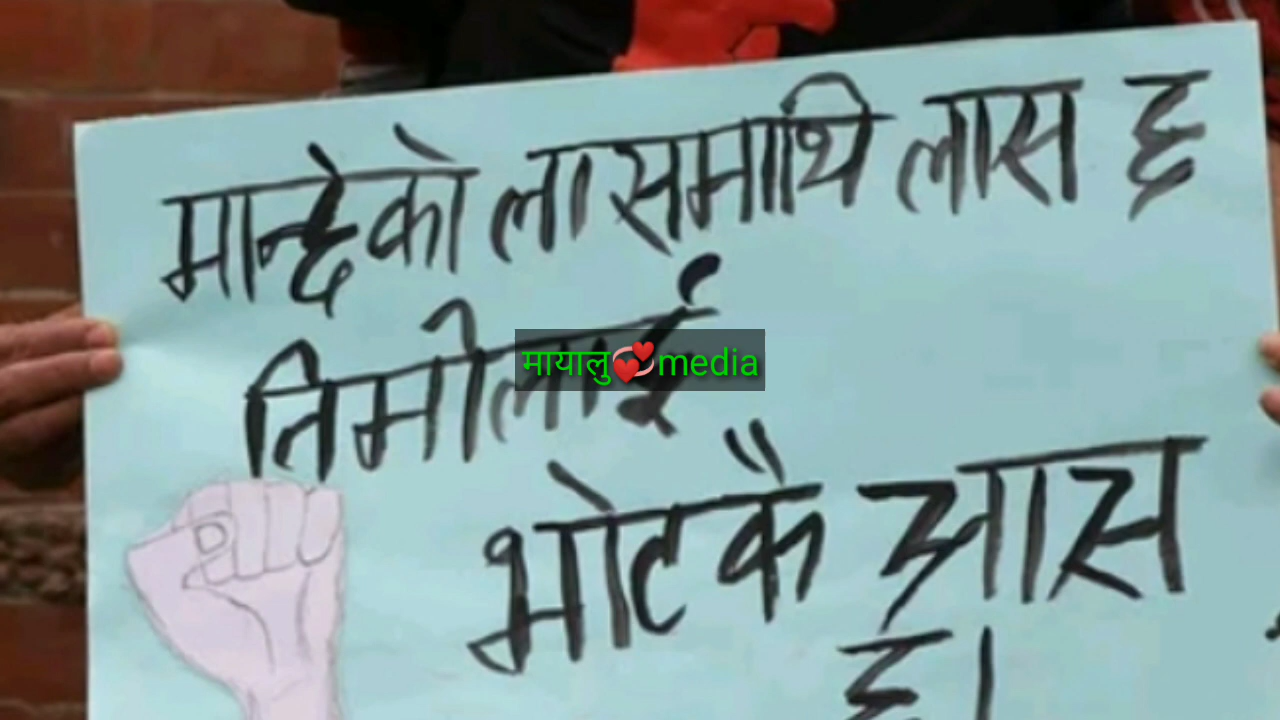 मान्छेको लासमाथि लास छ
तिमीलाई
मायालु💞media
भोटकै आस
छ।